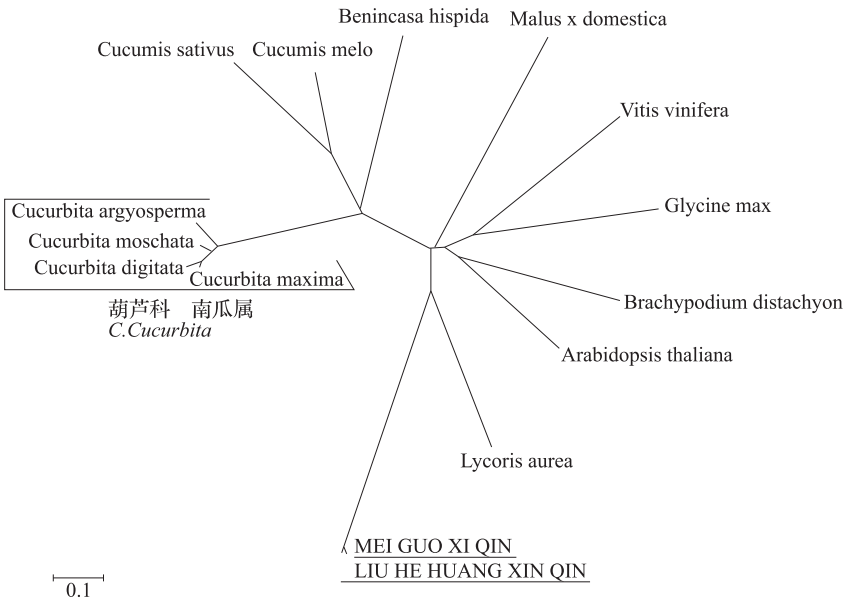 Benincasa hispida
Malus x domestica
Cucumis sativus
Cucumis melo
Vitis vinifera
Glycine max
Cucurbita argyosperma
Cucurbita moschata
Cucurbita digitata
Cucurbita maxima
葫芦科 南瓜属
C.Cucurbita
Brachypodium distachyon
Arabidopsis thaliana
Lycoris aurea
MEI GUO XI QIN
LIU HE HUANG XIN QIN
0.1